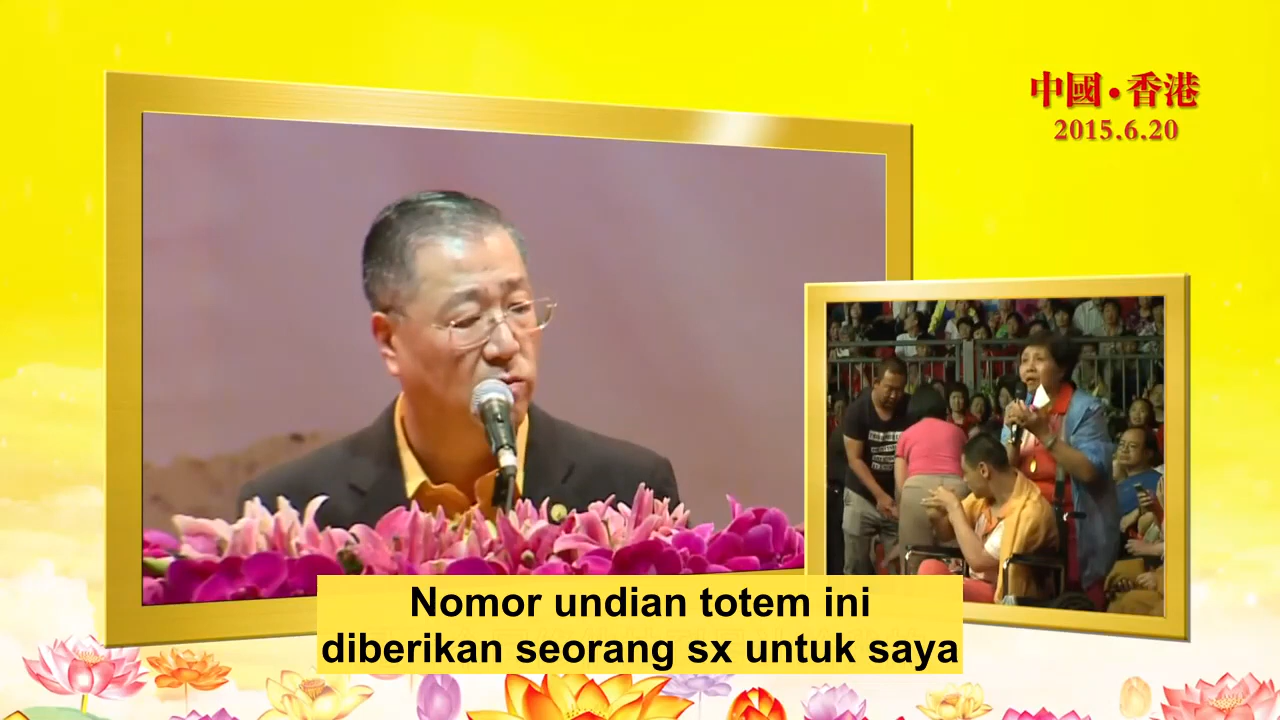 中國•香港
2015.6.20
Nomor undian totem ini
diberikan seorang sx untuk saya